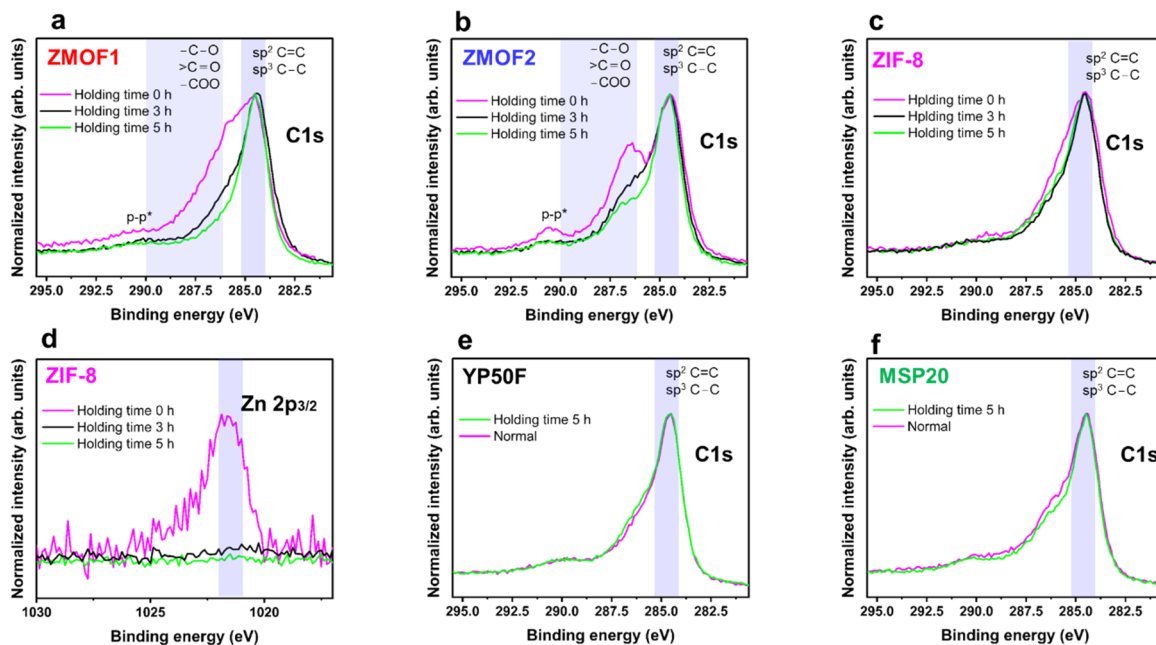 a
ZMOF1
−C−O
>C=O
−COO
sp² C=C
sp³ C−C
Holding time 0 h
Holding time 3 h
Holding time 5 h
C1s
p-p*
Normalized intensity (arb. units)
295.0 292.5 290.0 287.5 285.0 282.5
Binding energy (eV)
b
ZMOF2
−C−O
>C=O
−COO
sp² C=C
sp³ C−C
Holding time 0 h
Holding time 3 h
Holding time 5 h
C1s
p-p*
Normalized intensity (arb. units)
295.0 292.5 290.0 287.5 285.0 282.5
Binding energy (eV)
c
ZIF-8
sp² C=C
sp³ C−C
Hplding time 0 h
Holding time 3 h
Holding time 5 h
C1s
Normalized intensity (arb. units)
295.0 292.5 290.0 287.5 285.0 282.5
Binding energy (eV)
d
ZIF-8
Zn 2p3/2
Holding time 0 h
Holding time 3 h
Holding time 5 h
Normalized intensity (arb. units)
1030 1025 1020
Binding energy (eV)
e
YP50F
sp² C=C
sp³ C−C
Holding time 5 h
Normal
C1s
Normalized intensity (arb. units)
295.0 292.5 290.0 287.5 285.0 282.5
Binding energy (eV)
f
MSP20
sp² C=C
sp³ C−C
Holding time 5 h
Normal
C1s
Normalized intensity (arb. units)
295.0 292.5 290.0 287.5 285.0 282.5
Binding energy (eV)